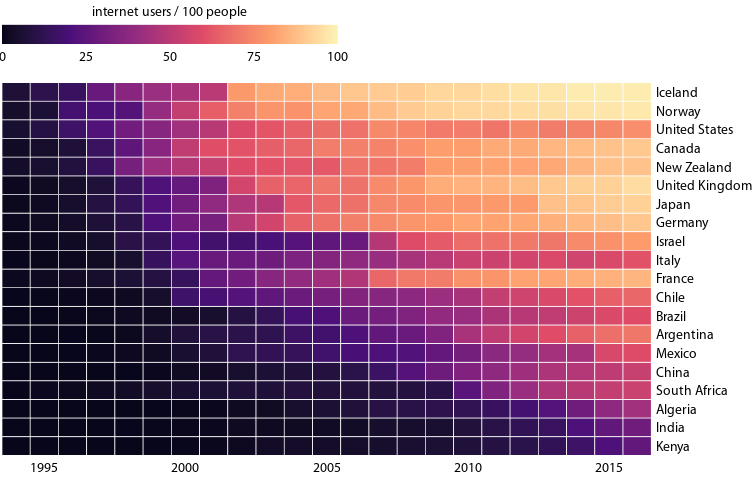 internet users / 100 people
0 25 50 75 100
Iceland
Norway
United States
Canada
New Zealand
United Kingdom
Japan
Germany
Israel
Italy
France
Chile
Brazil
Argentina
Mexico
China
South Africa
Algeria
India
Kenya
1995 2000 2005 2010 2015